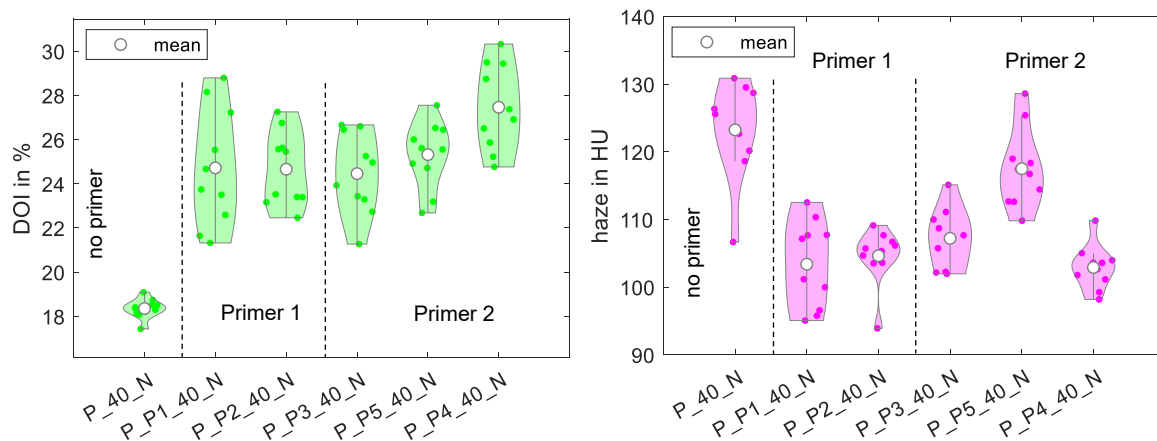 mean
DOI in %
30
28
26
24
22
20
18
no primer
Primer 1
Primer 2
P_40_N
P_P1_40_N
P_P2_40_N
P_P3_40_N
P_P5_40_N
P_P4_40_N
mean
haze in HU
140
130
120
110
100
90
no primer
Primer 1
Primer 2
P_40_N
P_P1_40_N
P_P2_40_N
P_P3_40_N
P_P5_40_N
P_P4_40_N